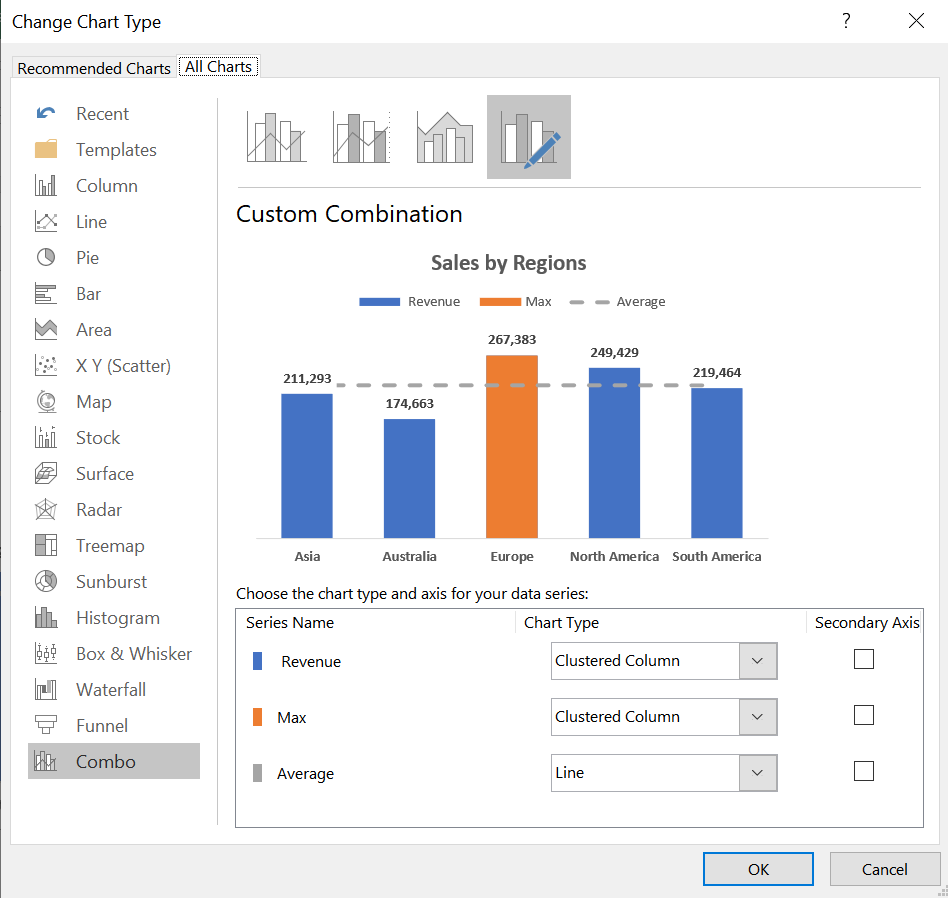 Change Chart Type ?
Recommended Charts All Charts
Recent
Templates
Column
Line
Pie
Bar
Area
X Y (Scatter)
Map
Stock
Surface
Radar
Treemap
Sunburst
Histogram
Box & Whisker
Waterfall
Funnel
Combo
Custom Combination
Sales by Regions
Revenue Max Average
211,293 174,663 267,383 249,429 219,464
Asia Australia Europe North America South America
Choose the chart type and axis for your data series:
Series Name Chart Type Secondary Axis
Revenue Clustered Column
Max Clustered Column
Average Line
OK Cancel